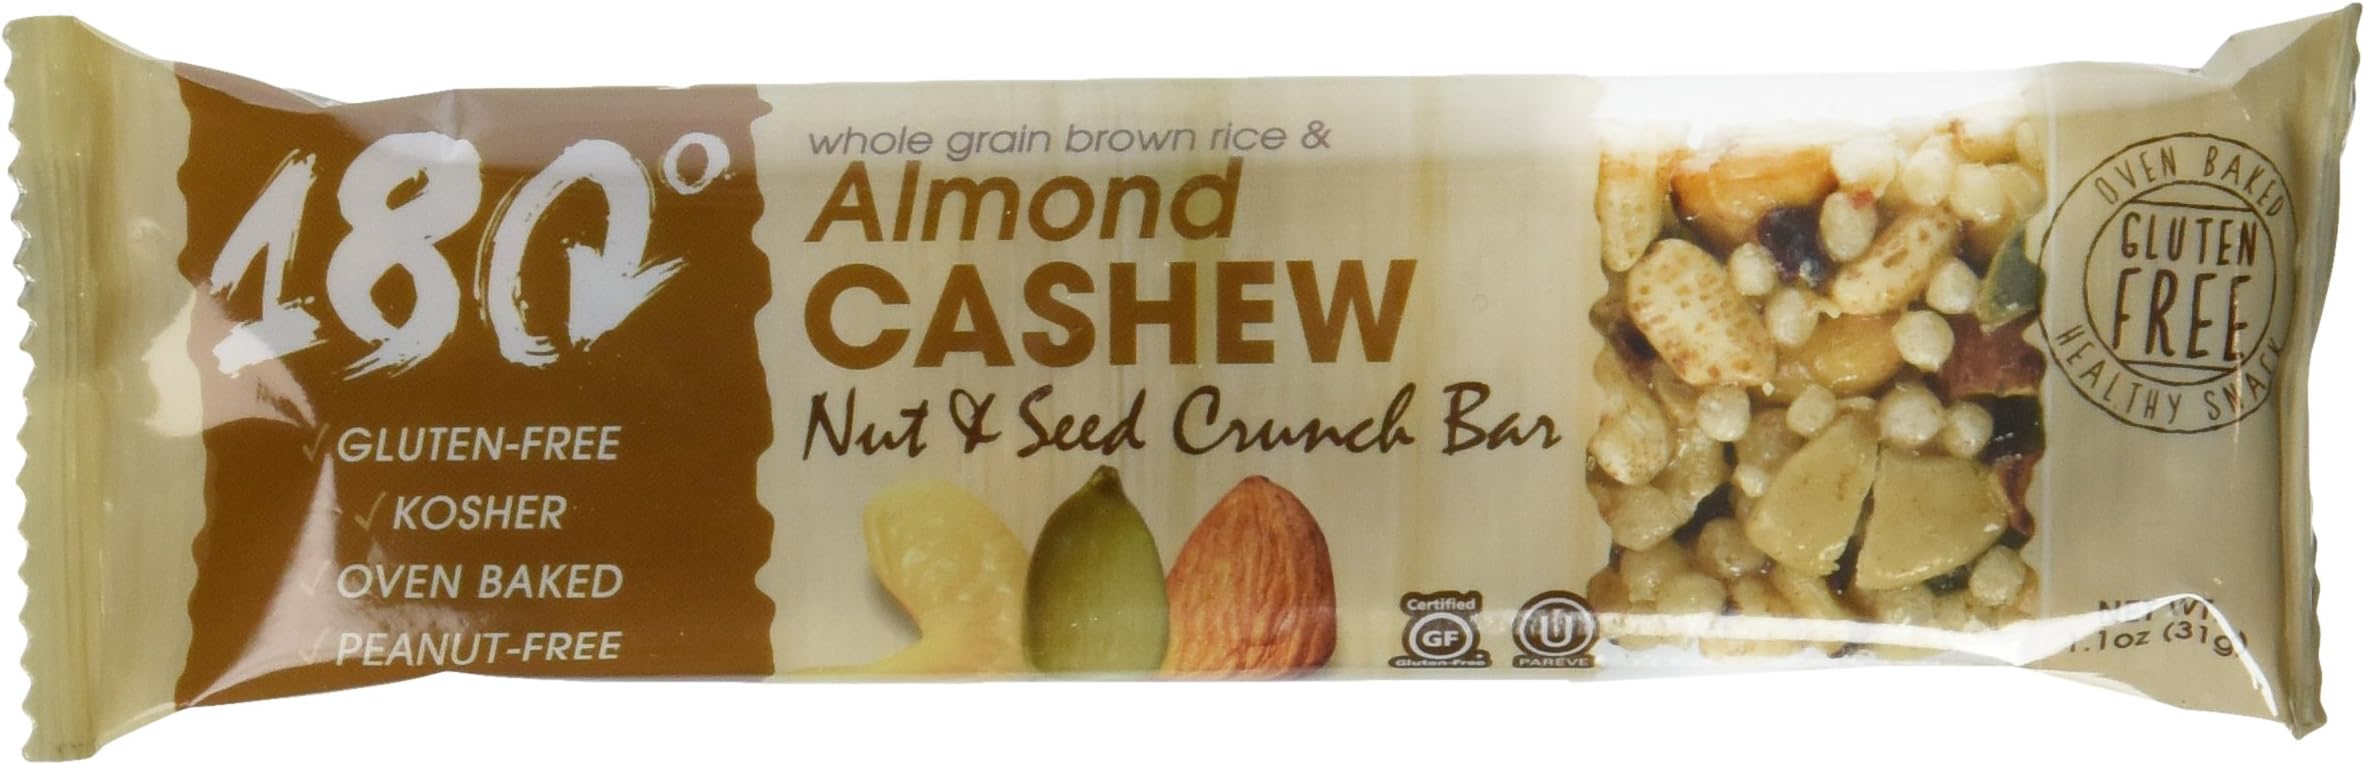 180°
GLUTEN-FREE
KOSHER
OVEN BAKED
PEANUT-FREE
whole grain brown rice &
Almond
CASHEW
Nut & Seed Crunch Bar
Certified
GF
Gluten-Free
U
PAREVE
OVEN BAKED
GLUTEN
FREE
HEALTHY SNACK
NET WT.
1.1oz (31g)